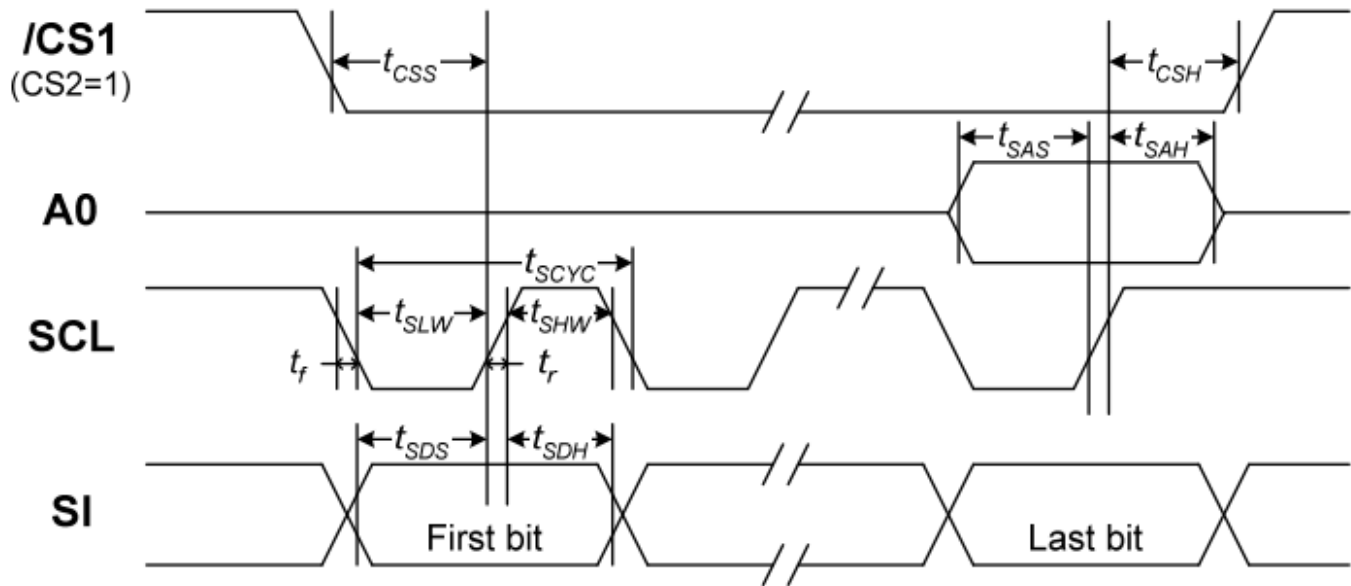 /CS1
(CS2=1)
tCSS
tCSH
tSAS
tSAH
A0
tSCYC
SCL
tSLW
tSHW
tf
tr
tSDS
tSDH
SI
First bit
Last bit